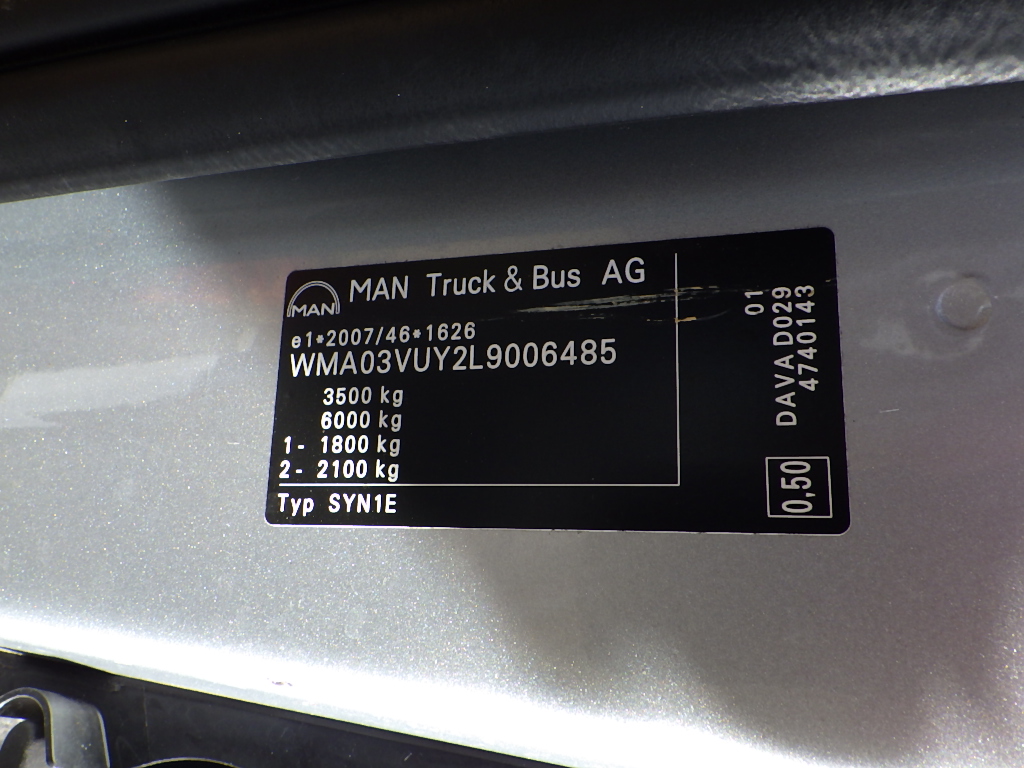 MAN
MAN Truck & Bus AG
e1*2007/46*1626
WMA03VUY2L9006485
3500 kg
6000 kg
1- 1800 kg
2- 2100 kg
Typ SYN1E
01
DAVA D029
4740143
0,50